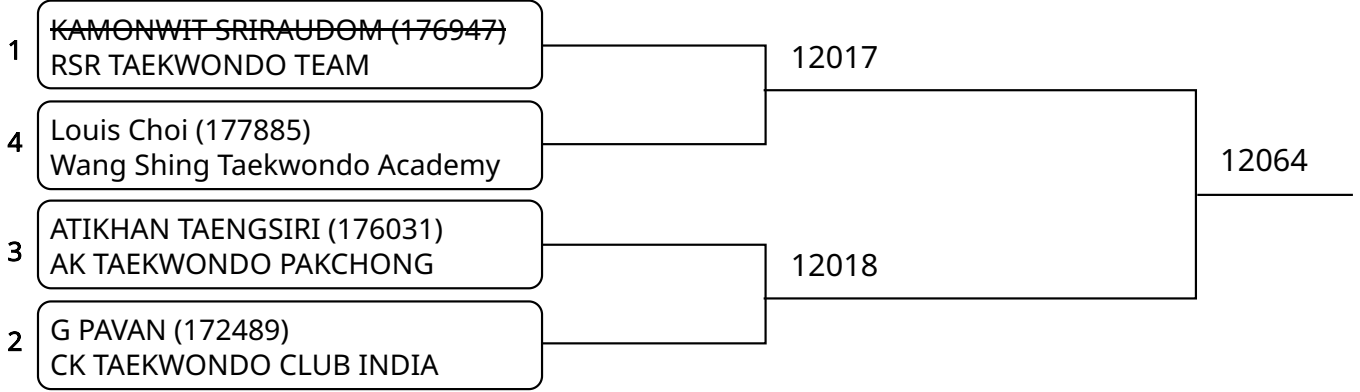 1
KAMONWIT SRIRAUDOM (176947)
RSR TAEKWONDO TEAM
12017
4
Louis Choi (177885)
Wang Shing Taekwondo Academy
12064
3
ATIKHAN TAENGSIRI (176031)
AK TAEKWONDO PAKCHONG
12018
2
G PAVAN (172489)
CK TAEKWONDO CLUB INDIA